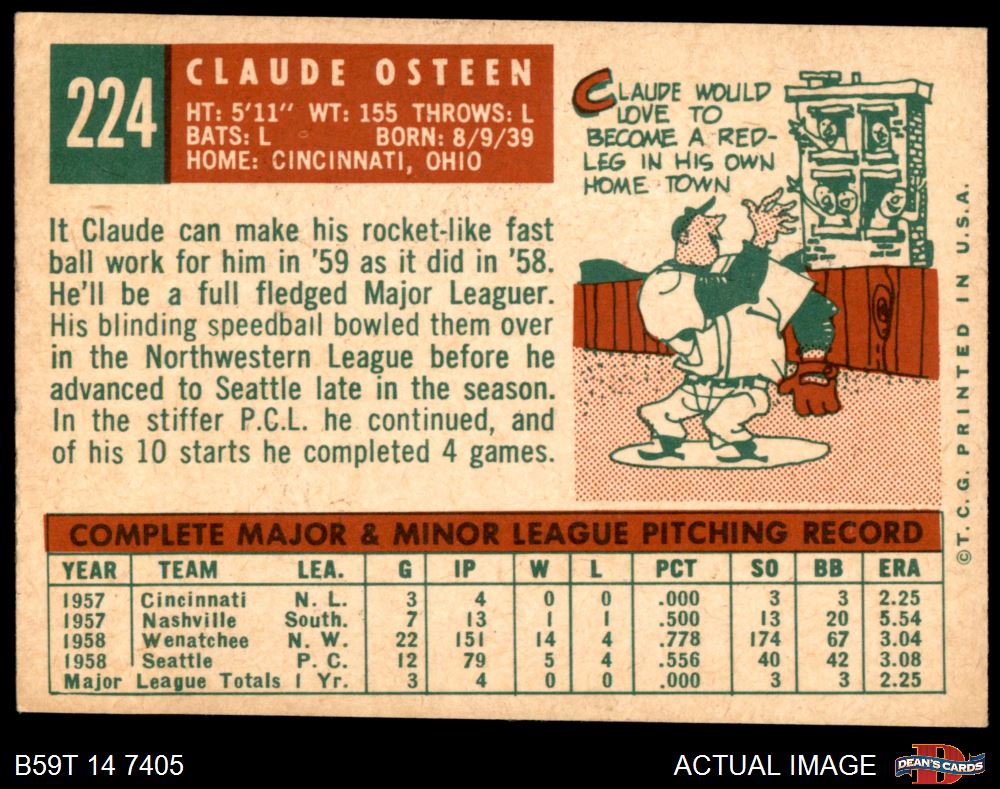 224
CLAUDE OSTEEN
HT: 5'11" WT: 155 THROWS: L
BATS: L BORN: 8/9/39
HOME: CINCINNATI, OHIO
CLAUDE WOULD
LOVE TO
BECOME A RED-
LEG IN HIS OWN
HOME TOWN
It Claude can make his rocket-like fast
ball work for him in '59 as it did in '58.
He'll be a full fledged Major Leaguer.
His blinding speedball bowled them over
in the Northwestern League before he
advanced to Seattle late in the season.
In the stiffer P.C.L. he continued, and
of his 10 starts he completed 4 games.
©T. C. G. PRINTED IN U.S.A.
COMPLETE MAJOR & MINOR LEAGUE PITCHING RECORD
YEAR TEAM LEA. G IP W L PCT SO BB ERA
1957 Cincinnati N. L. 3 4 0 0 .000 3 3 2.25
1957 Nashville South. 7 13 1 1 .500 13 20 5.54
1958 Wenatchee N. W. 22 151 14 4 .778 174 67 3.04
1958 Seattle P. C. 12 79 5 4 .556 40 42 3.08
Major League Totals 1 Yr. 3 4 0 0 .000 3 3 2.25
B59T 14 7405
ACTUAL IMAGE
DEAN'S CARDS